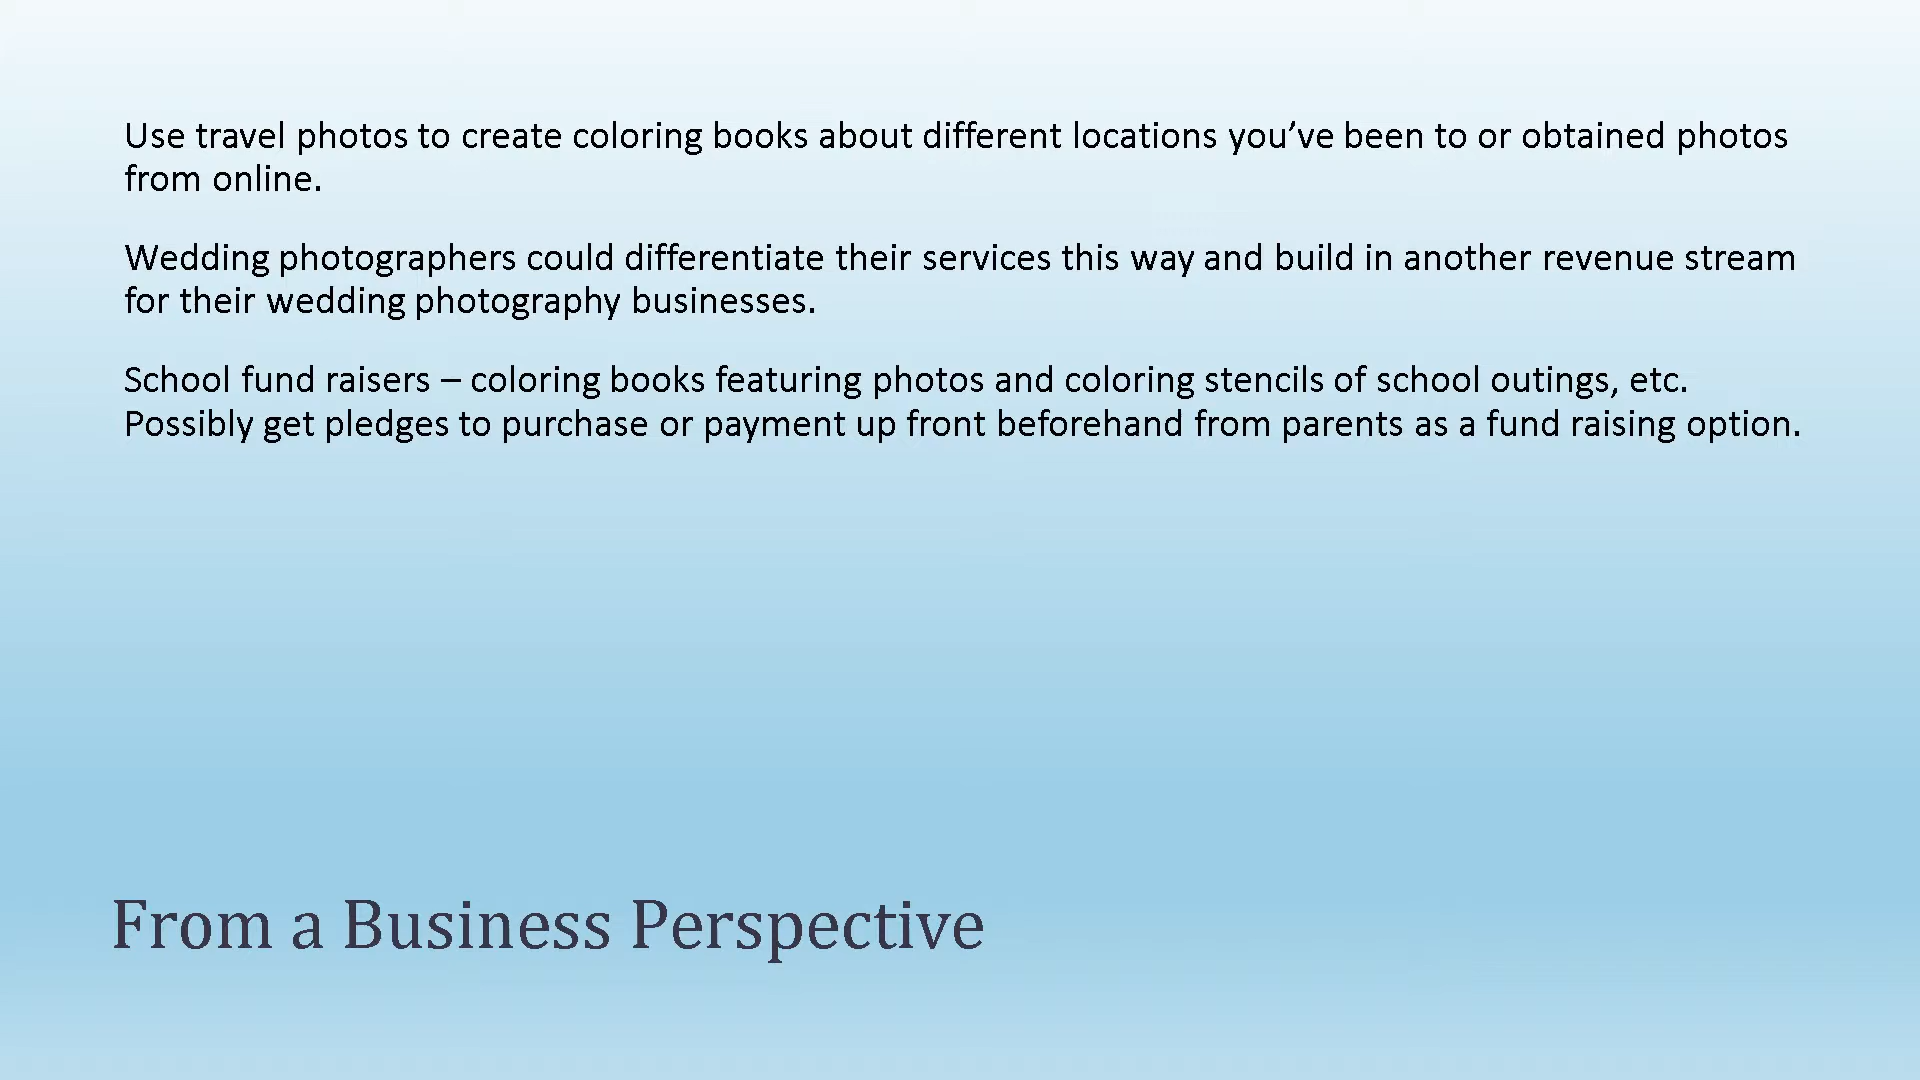 Use travel photos to create coloring books about different locations you’ve been to or obtained photos
from online.
Wedding photographers could differentiate their services this way and build in another revenue stream
for their wedding photography businesses.
School fund raisers – coloring books featuring photos and coloring stencils of school outings, etc.
Possibly get pledges to purchase or payment up front beforehand from parents as a fund raising option.
From a Business Perspective